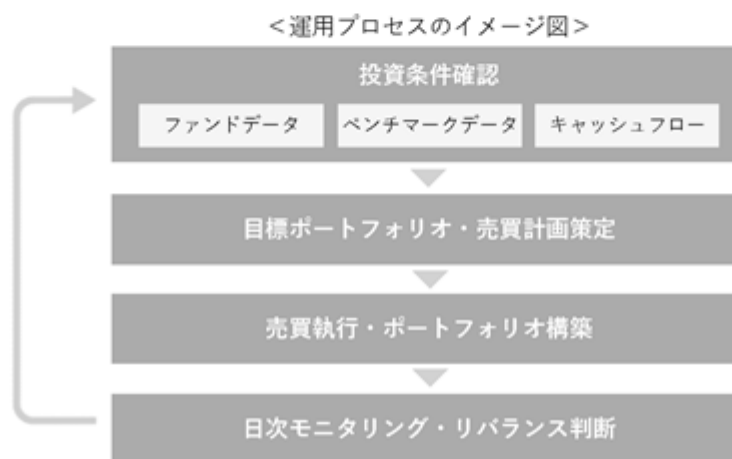 ＜運用プロセスのイメージ図＞
投資条件確認
ファンドデータ
ベンチマークデータ
キャッシュフロー
目標ポートフォリオ・売買計画策定
売買執行・ポートフォリオ構築
日次モニタリング・リバランス判断